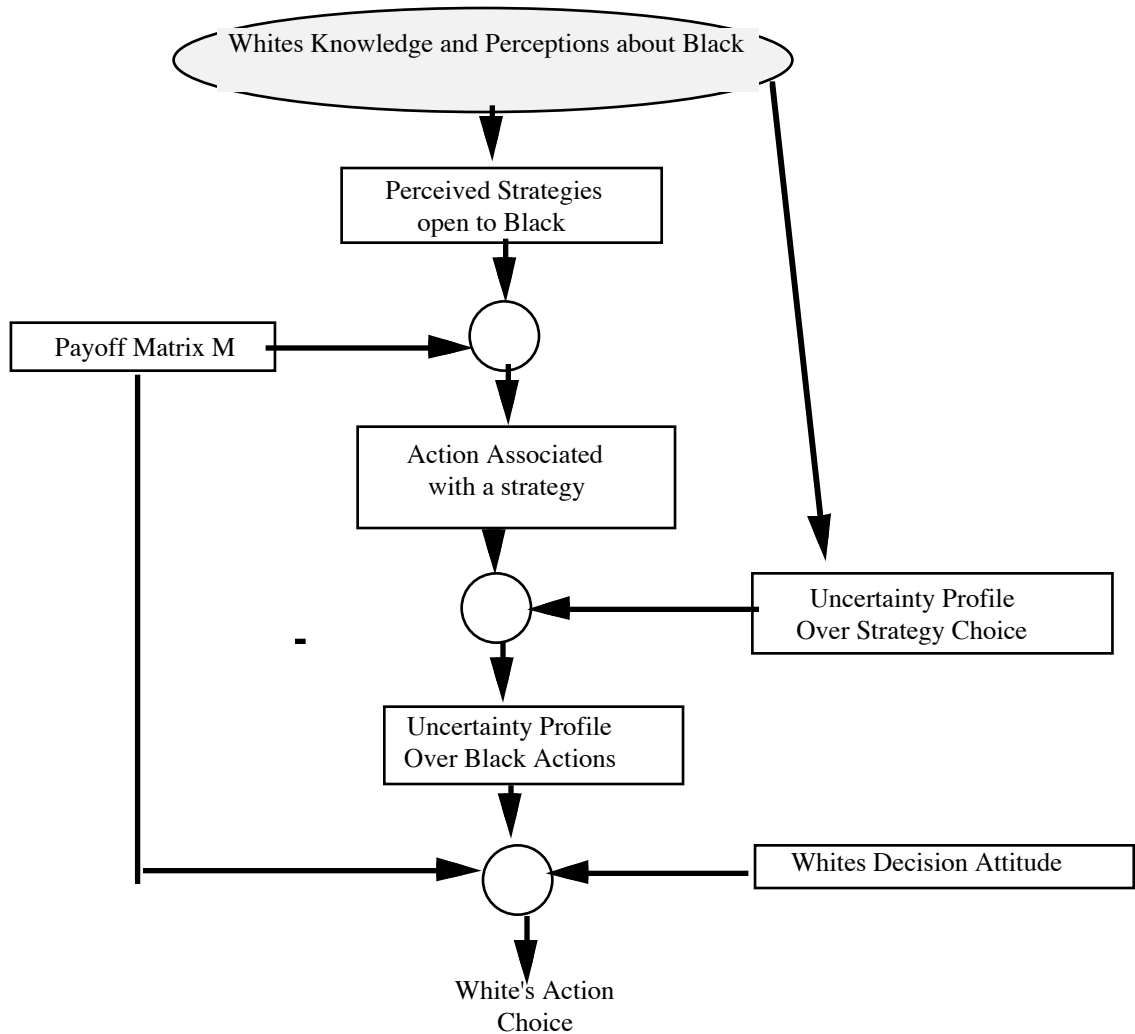 Whites Knowledge and Perceptions about Black
Perceived Strategies
open to Black
Payoff Matrix M
Action Associated
with a strategy
Uncertainty Profile
Over Strategy Choice
Uncertainty Profile
Over Black Actions
Whites Decision Attitude
White's Action
Choice